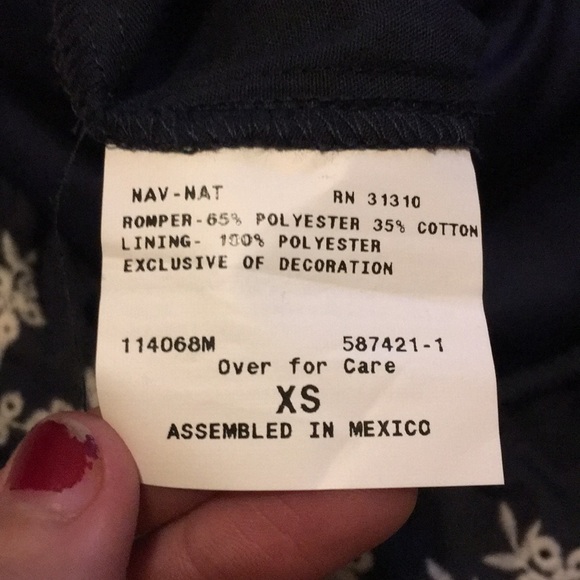 NAV-NAT RN 31310
ROMPER-65% POLYESTER 35% COTTON
LINING- 100% POLYESTER
EXCLUSIVE OF DECORATION
114068M 587421-1
Over for Care
XS
ASSEMBLED IN MEXICO